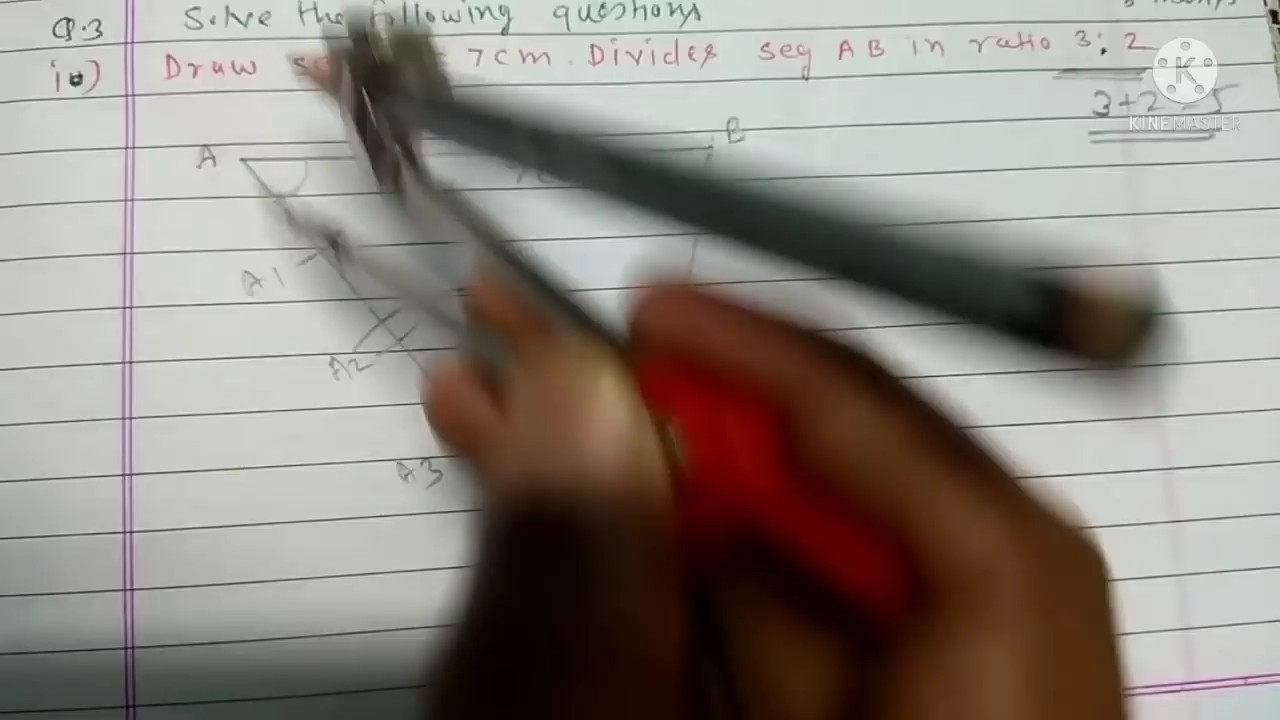 Q.3 Solve the following questions
Draw = 7cm. Divides seg AB in ratio 3:2
3+2=5
KINEMASTER
A B
A1
A2
A3